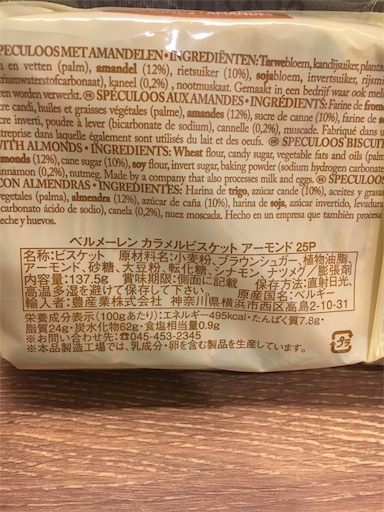 AMANDES
SPECULOOS MET AMANDELEN • INGREDIËNTEN: Tarwebloem, kandijsuiker, planta
en vetten (palm), amandel (12%), rietsuiker (10%), sojabloem, invertsuiker, rijsm
triumwaterstofcarbonaat), kaneel (0,2%), nootmuskaat. Gemaakt in een bedrijf waar ook mel
en worden verwerkt. SPÉCULOOS AUX AMANDES • INGRÉDIENTS: Farine de from
cre candi, huiles et graisses végétales (palme), amandes (12%), sucre de canne (10%), farine de so
cre inverti, poudre à lever (bicarbonate de sodium), cannelle (0,2%), muscade. Fabriqué dans u
treprise dans laquelle également sont utilisés du lait et des oeufs. SPECULOOS BISCUIT
WITH ALMONDS • INGREDIENTS: Wheat flour, candy sugar, vegetable fats and oils (palm
monds (12%), cane sugar (10%), soy flour, invert sugar, baking powder (sodium hydrogen carbonate
innamon (0,2%), nutmeg. Made by a company that also processes milk and eggs. SPECULOOS
CON ALMENDRAS • INGREDIENTES: Harina de trigo, azúcar cande (10%), aceites y grasa
egetales (palma), almendra (12%), azúcar de caña (10%), harina de soja, azúcar invertido, levadura
carbonato ácido de sodio), canela (0,2%), nuez moscada. Hecho en un empresa que también proces
eche y huevos.
ベルメーレン カラメルビスケット アーモンド 25P
名称:ビスケット 原材料名:小麦粉、ブラウンシュガー、植物油脂、
アーモンド、砂糖、大豆粉、転化糖、シナモン、ナツメグ/膨張剤
内容量:137.5g 賞味期限:側面に記載 保存方法:直射日光、
高温多湿を避けて保存して下さい。 原産国名:ベルギー
輸入者:豊産業株式会社 神奈川県横浜市西区高島2-10-31
栄養成分表示(100gあたり):エネルギー495kcal・たんぱく質7.8g・
脂質24g・炭水化物62g・食塩相当量0.9g
※お問い合わせ先:☎045-453-2345
※本品製造工場では、乳成分・卵を含む製品を生産しています。
プラ